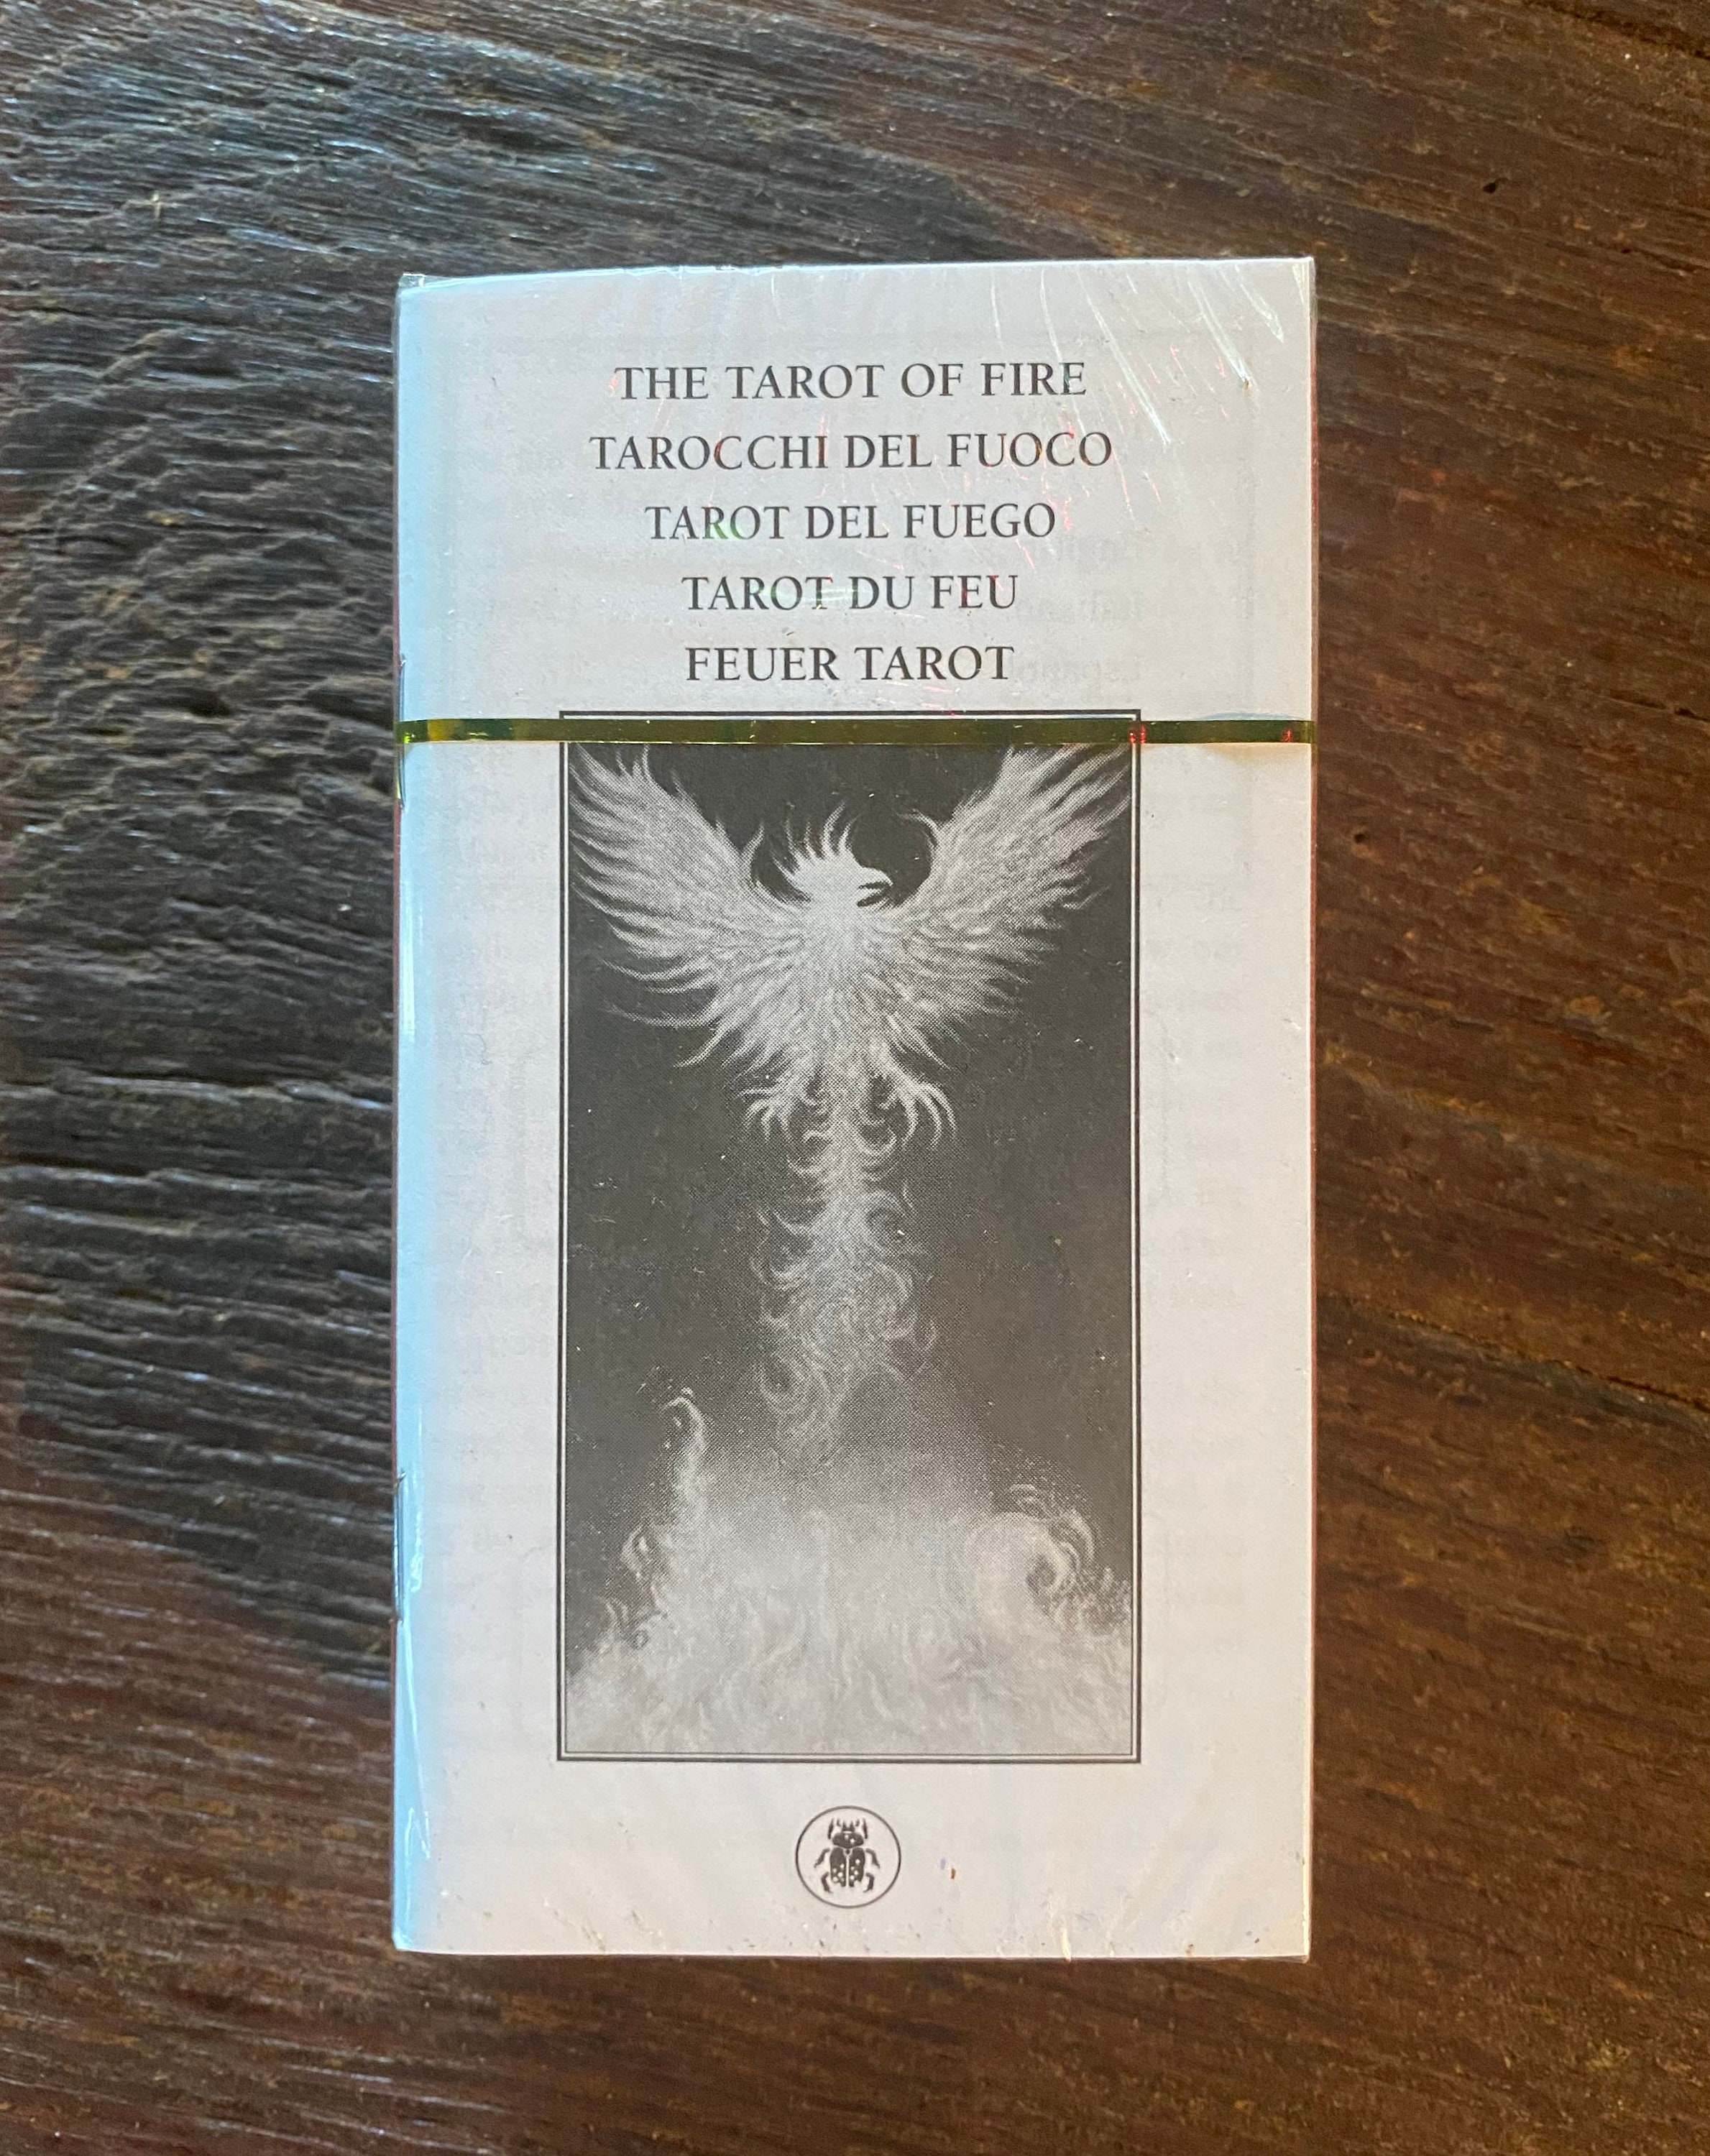 THE TAROT OF FIRE
TAROCCHI DEL FUOCO
TAROT DEL FUEGO
TAROT DU FEU
FEUER TAROT